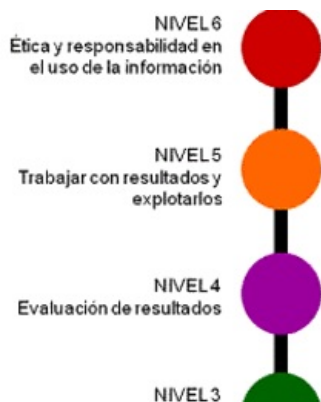 NIVEL 6
Ética y responsabilidad en
el uso de la información
NIVEL 5
Trabajar con resultados y
explotarlos
NIVEL 4
Evaluación de resultados
NIVEL 3